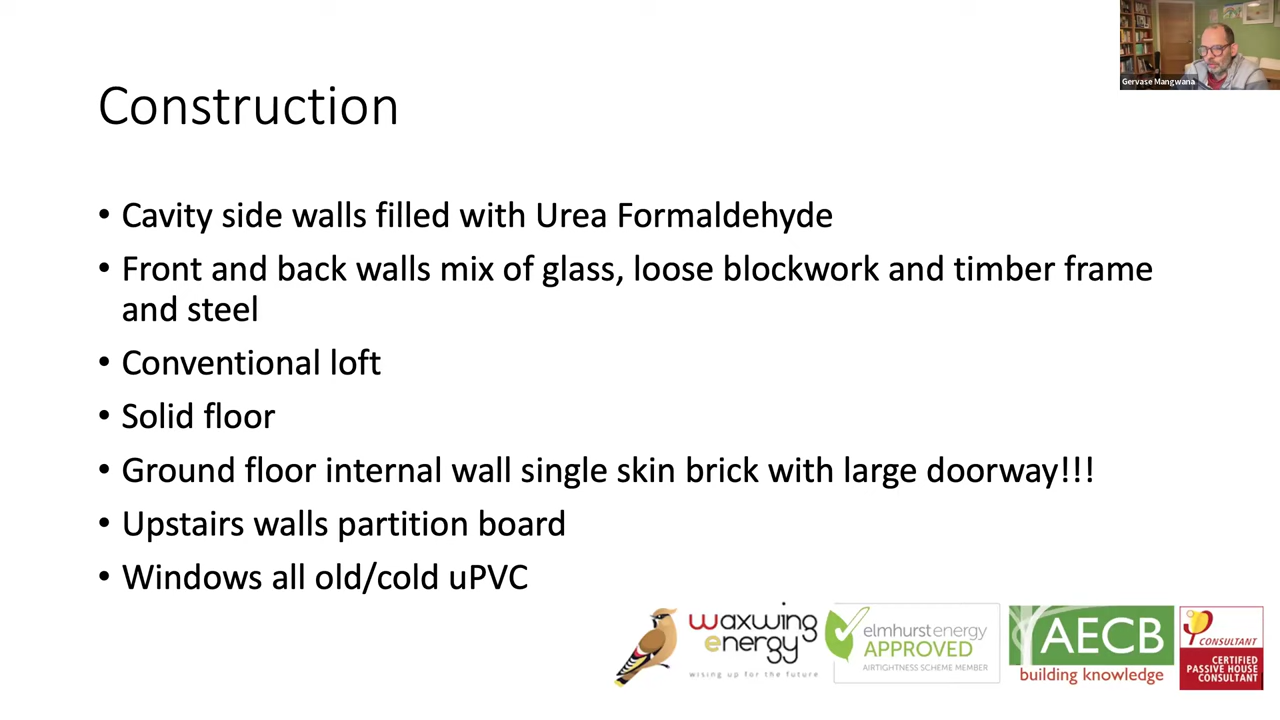 Gervase Mangwana
Construction
• Cavity side walls filled with Urea Formaldehyde
• Front and back walls mix of glass, loose blockwork and timber frame
and steel
• Conventional loft
• Solid floor
• Ground floor internal wall single skin brick with large doorway!!!
• Upstairs walls partition board
• Windows all old/cold uPVC
waxwing
energy
wising up for the future
elmhurst energy
APPROVED
AIRTIGHTNESS SCHEME MEMBER
AECB
building knowledge
CONSULTANT
CERTIFIED
PASSIVE HOUSE
CONSULTANT